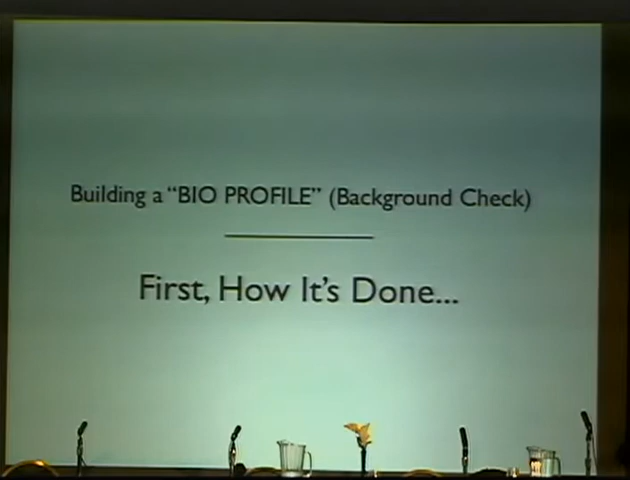 Building a “BIO PROFILE” (Background Check)
First, How It’s Done...